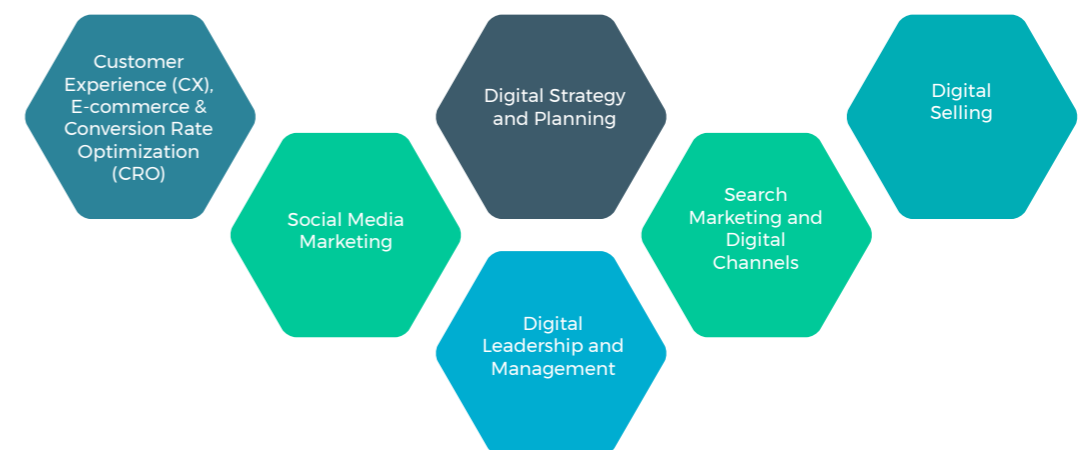 Customer
Experience (CX),
E-commerce &
Conversion Rate
Optimization
(CRO)
Social Media
Marketing
Digital Strategy
and Planning
Digital
Leadership and
Management
Search
Marketing and
Digital
Channels
Digital
Selling